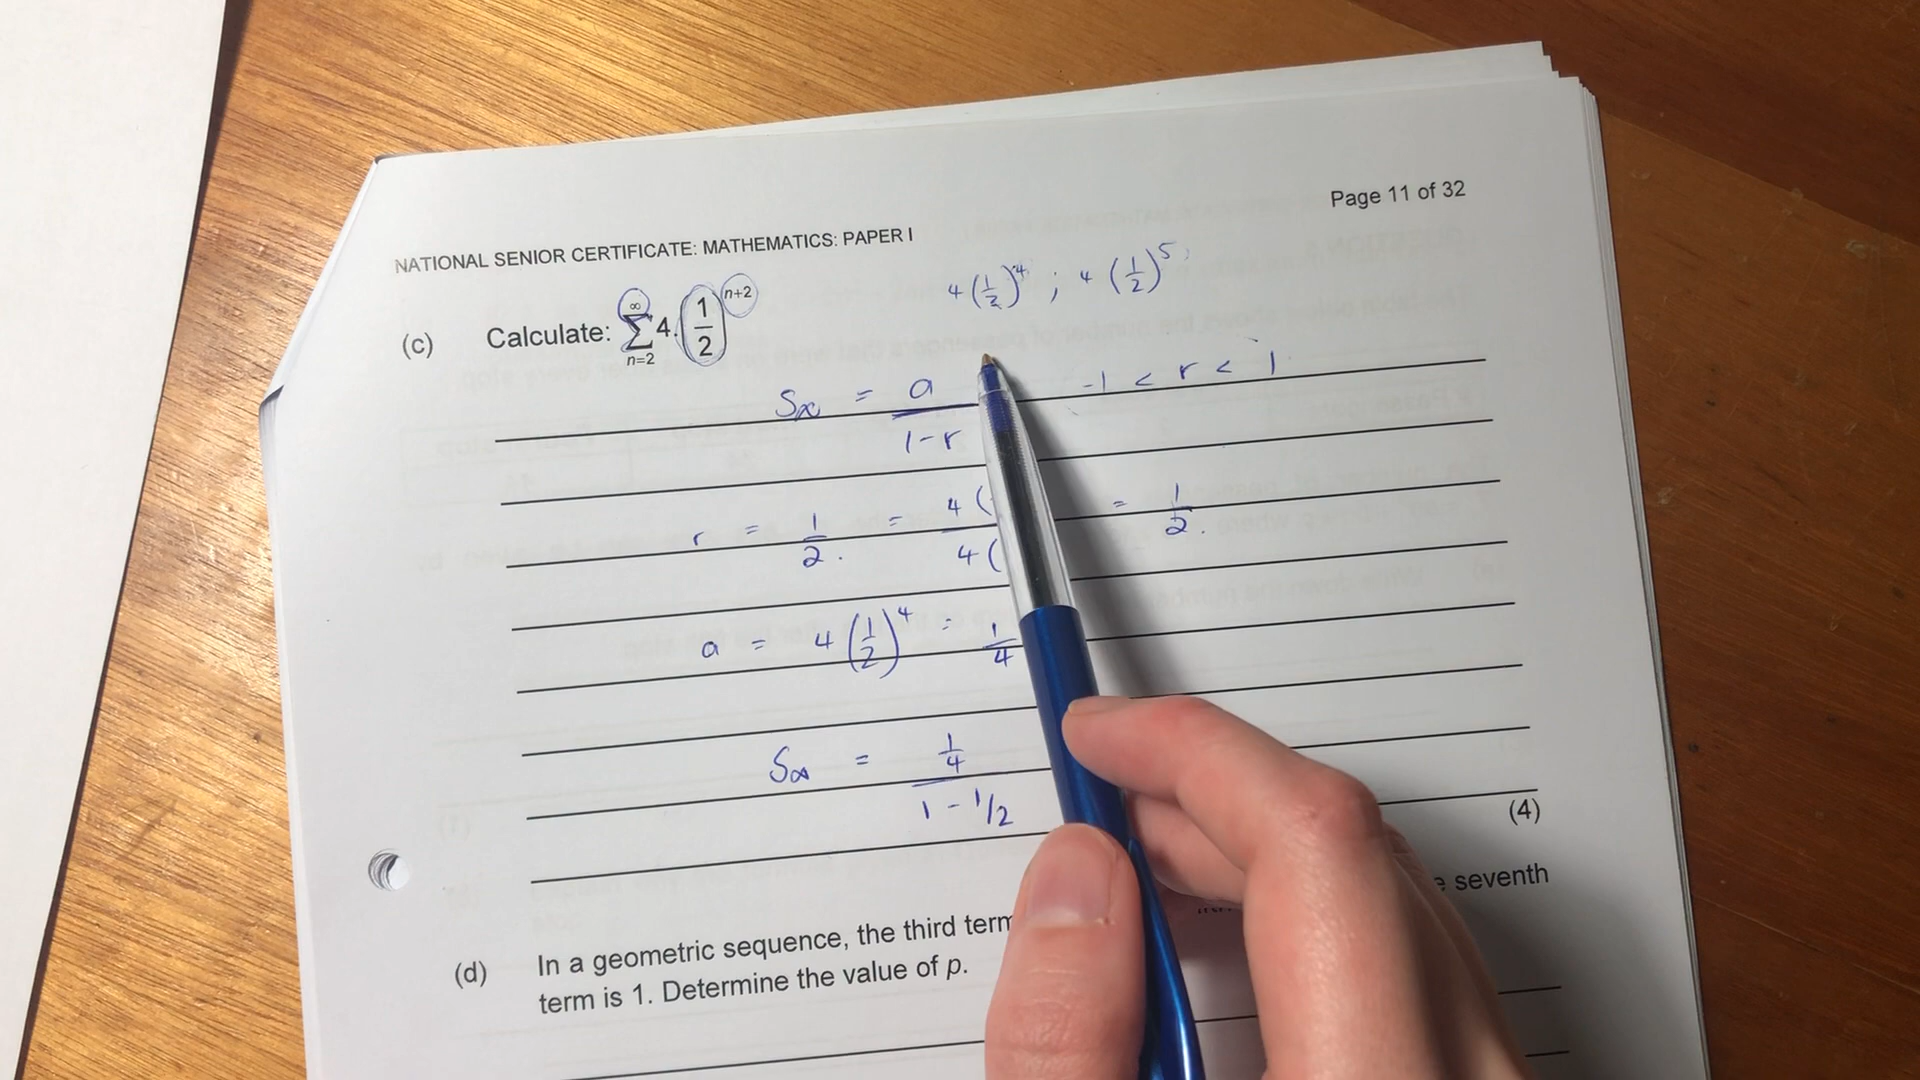 Page 11 of 32
NATIONAL SENIOR CERTIFICATE: MATHEMATICS: PAPER I
4(1/2)^4 ; 4(1/2)^5
(c) Calculate: ∑_{n=2}^{∞} 4.(1/2)^{n+2}
S∞ = a/(1-r) -1 < r < 1
r = 1/2. = 4( / 4( = 1/2.
a = 4(1/2)^4 = 1/4
S∞ = (1/4)/(1 - 1/2)
(4)
(d) In a geometric sequence, the third term seventh
term is 1. Determine the value of p.